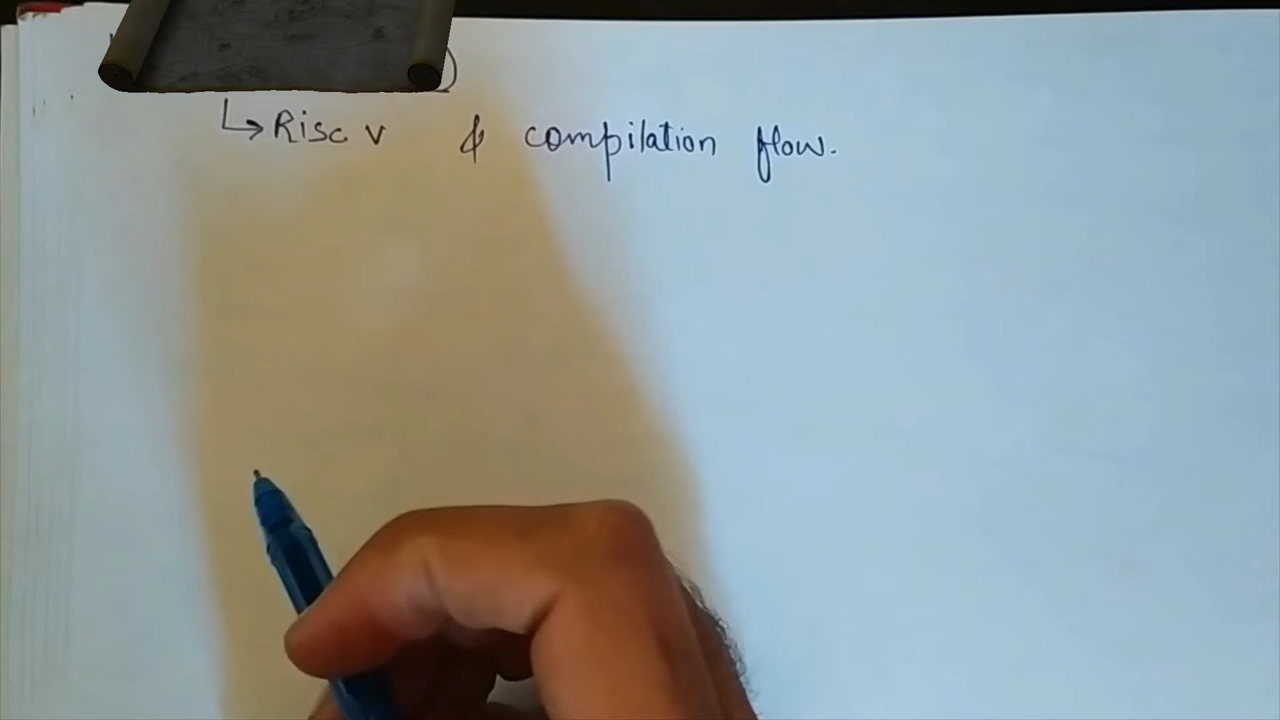 ↳ Risc v & compilation flow.